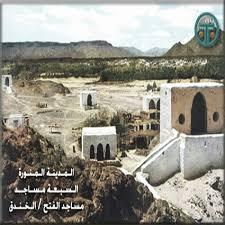 المدينة المنورة
السبعة مساجد
مساجد الفتح / الخندق